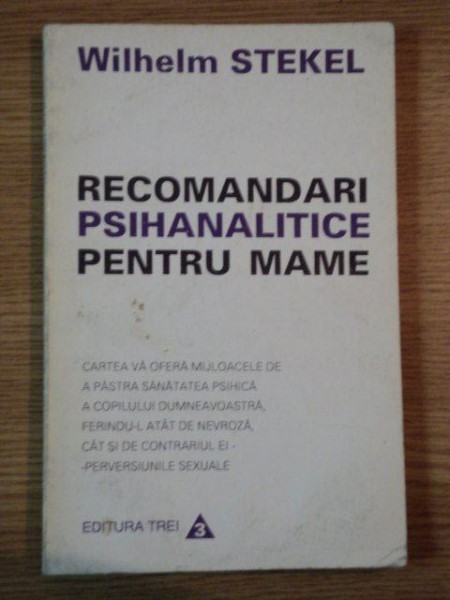 Wilhelm STEKEL
RECOMANDARI
PSIHANALITICE
PENTRU MAME
CARTEA VĂ OFERĂ MIJLOACELE DE
A PĂSTRA SĂNĂTATEA PSIHICĂ
A COPILULUI DUMNEAVOASTRĂ,
FERINDU-L ATÂT DE NEVROZĂ,
CÂT ȘI DE CONTRARIUL EI -
-PERVERSIUNILE SEXUALE
EDITURA TREI 3